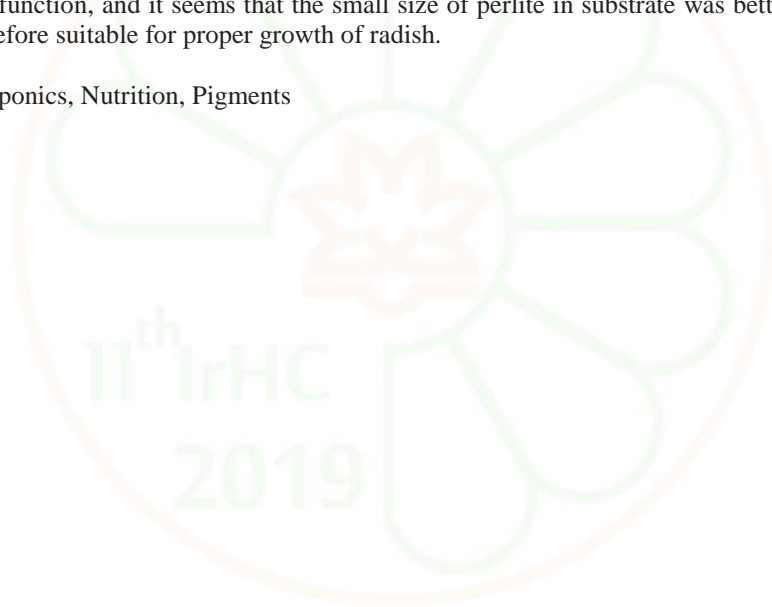 function, and it seems that the small size of perlite in substrate was bett
efore suitable for proper growth of radish.
ponics, Nutrition, Pigments
11th IrHC
2019